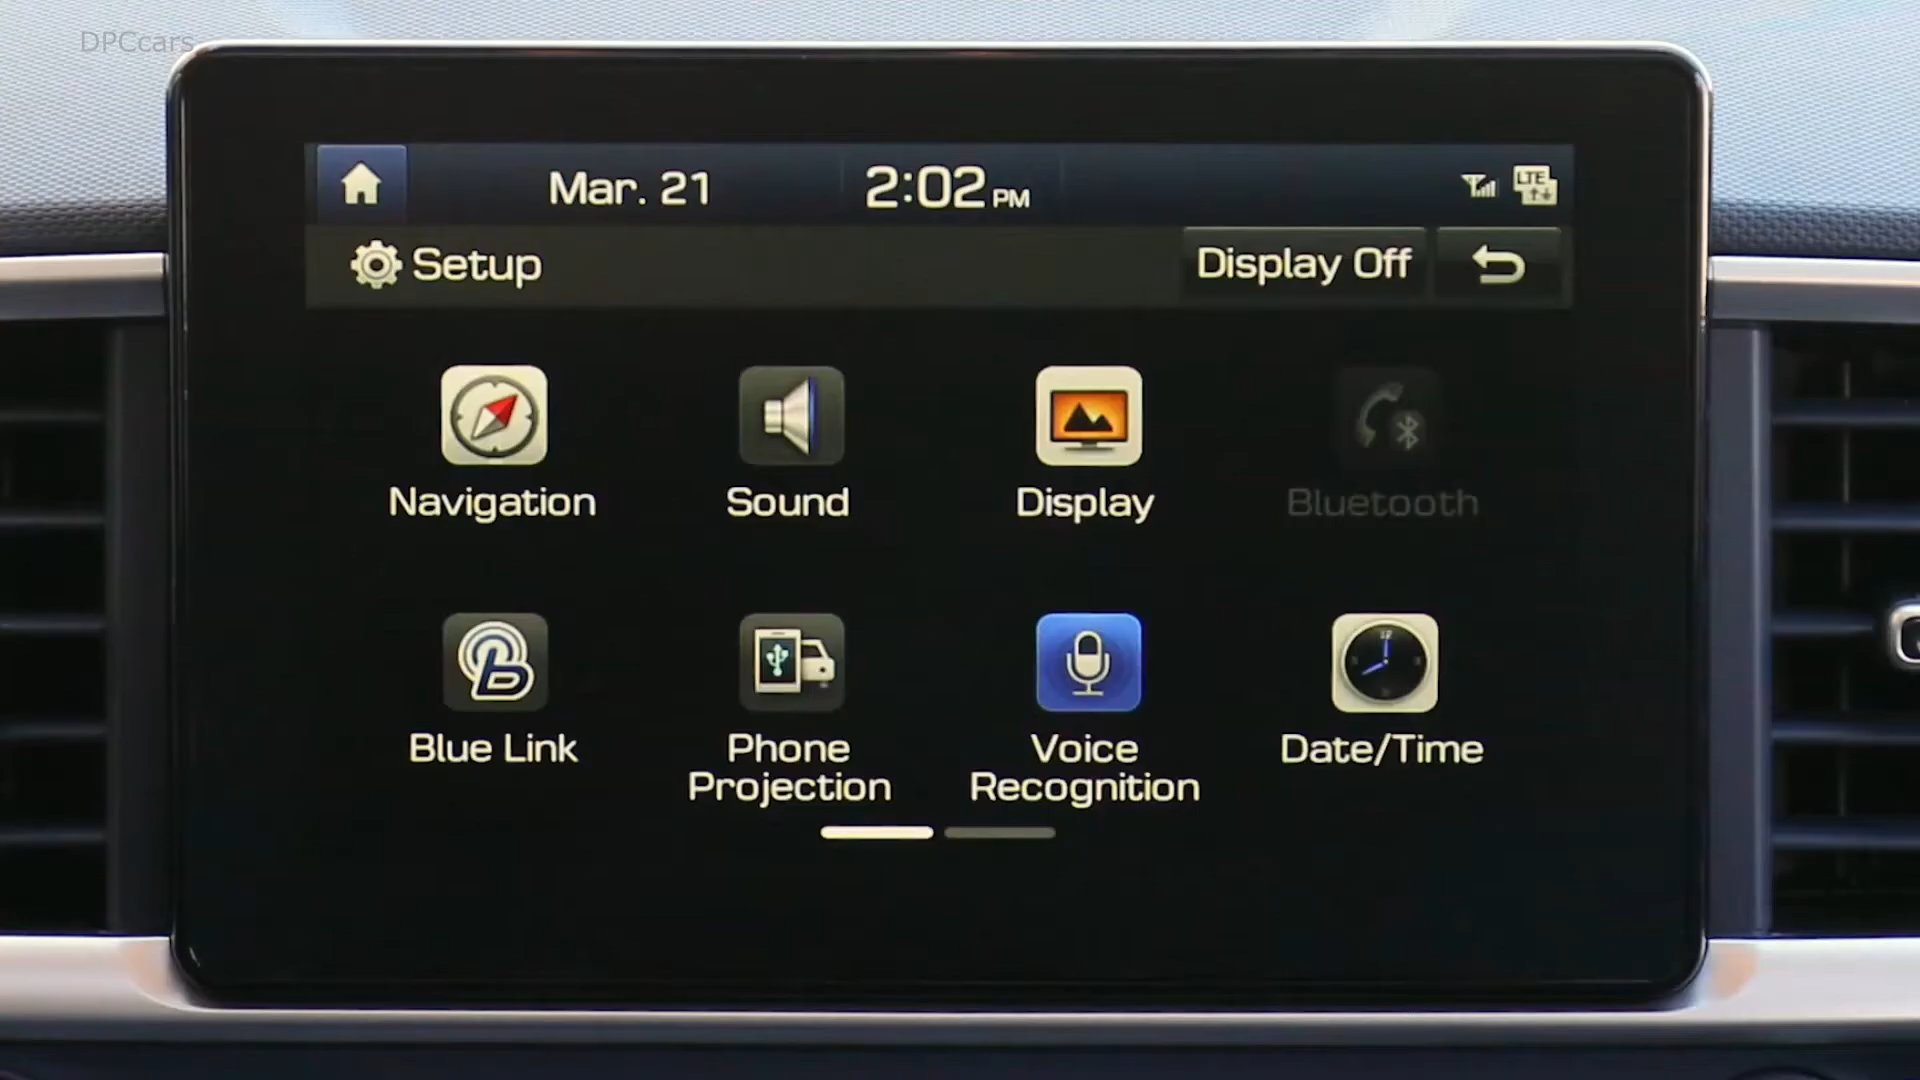 DPCcars
Mar. 21
2:02 PM
LTE
Setup
Display Off
Navigation
Sound
Display
Bluetooth
Blue Link
Phone
Projection
Voice
Recognition
Date/Time